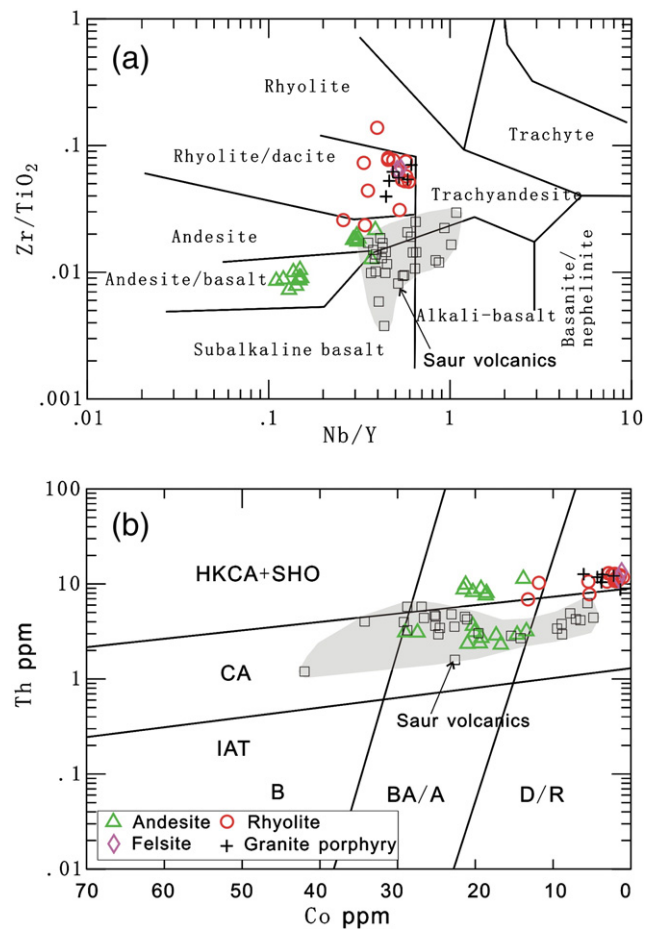 (a)
1
.1
.01
.001
Zr/TiO2
Rhyolite
Trachyte
Rhyolite/dacite
Trachyandesite
Andesite
Andesite/basalt
Basanite/
nephelinite
Alkali-basalt
Subalkaline basalt
Saur volcanics
.01 .1 1 10
Nb/Y
(b)
100
10
1
.1
.01
Th ppm
HKCA+SHO
CA
Saur volcanics
IAT
B BA/A D/R
Andesite Rhyolite
Felsite Granite porphyry
70 60 50 40 30 20 10 0
Co ppm